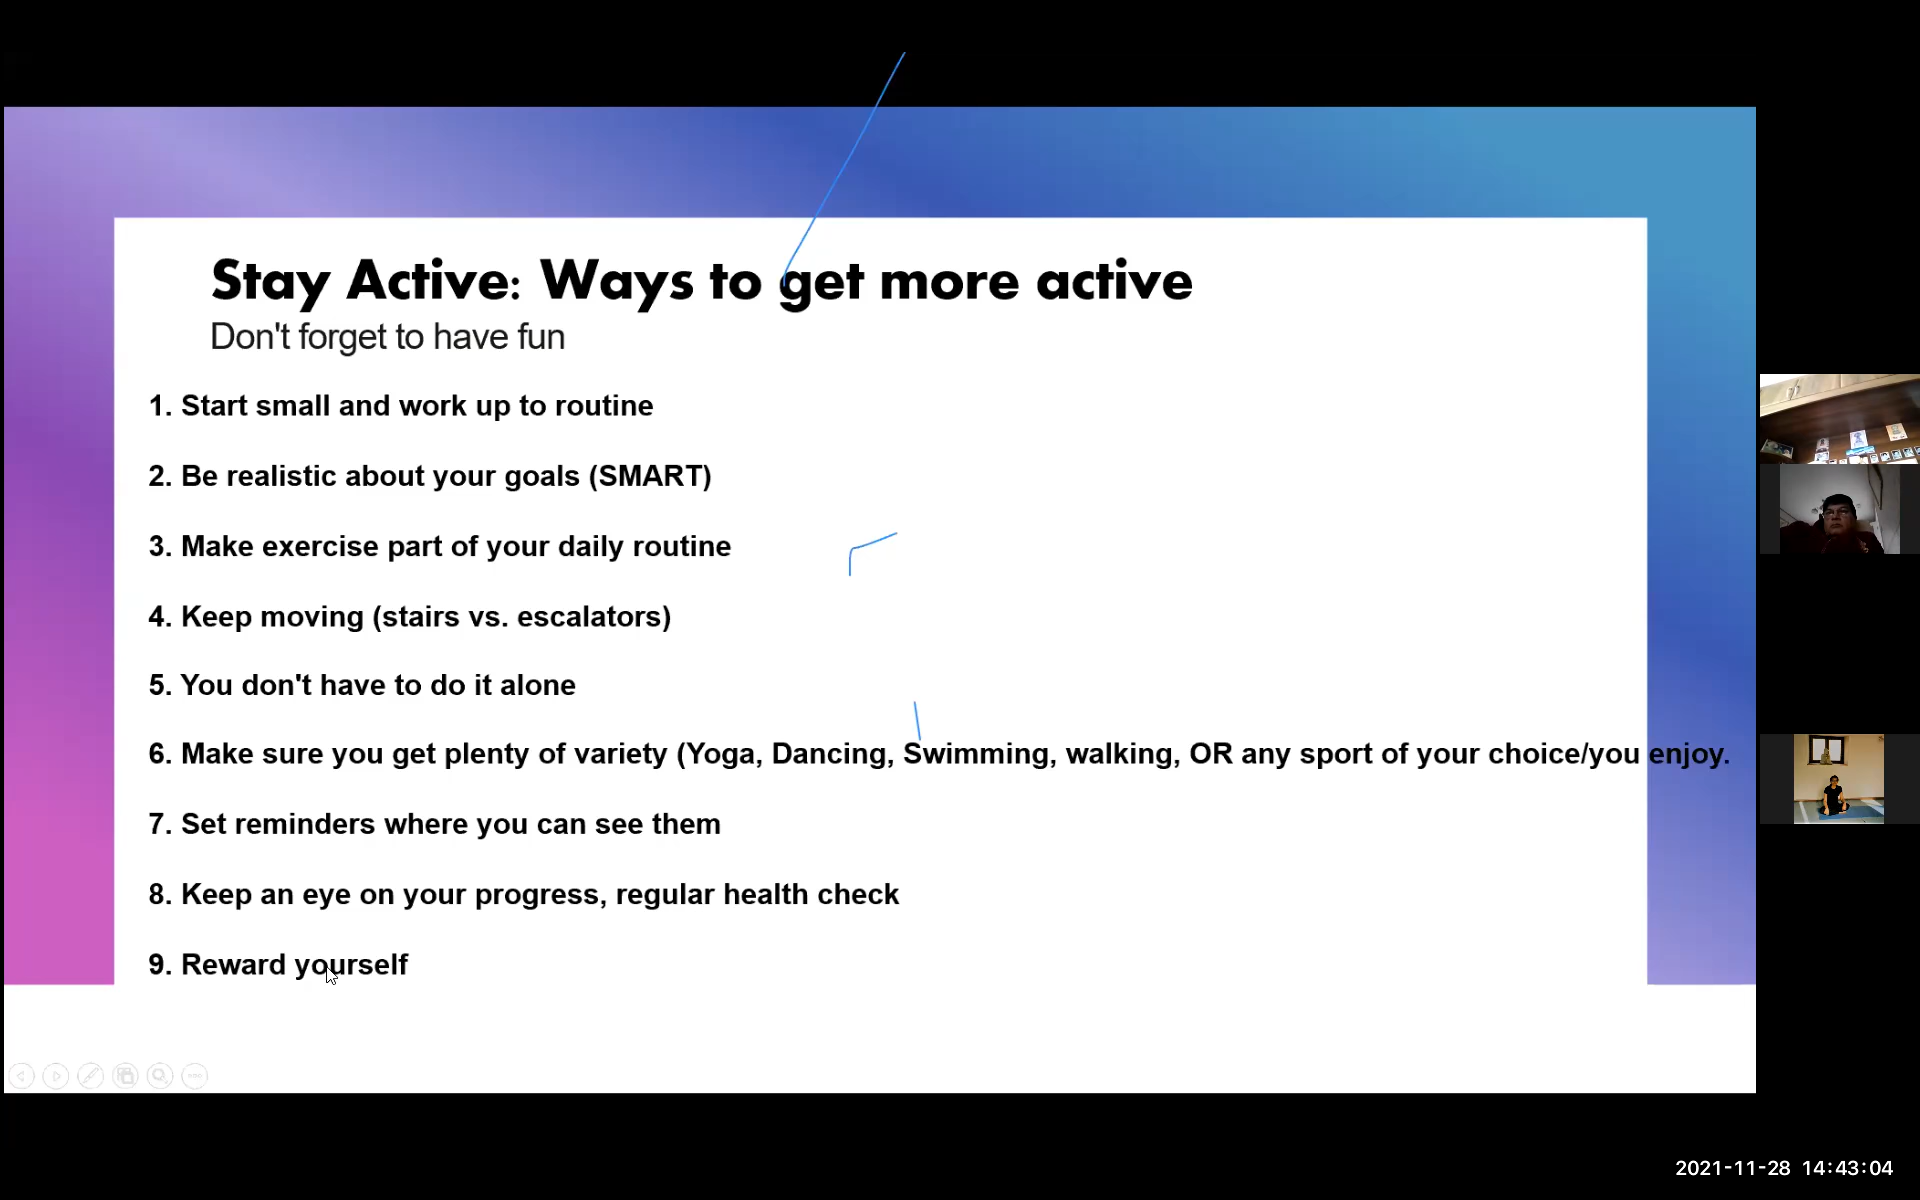 Stay Active: Ways to get more active
Don't forget to have fun
1. Start small and work up to routine
2. Be realistic about your goals (SMART)
3. Make exercise part of your daily routine
4. Keep moving (stairs vs. escalators)
5. You don't have to do it alone
6. Make sure you get plenty of variety (Yoga, Dancing, Swimming, walking, OR any sport of your choice/you enjoy.
7. Set reminders where you can see them
8. Keep an eye on your progress, regular health check
9. Reward yourself
2021-11-28 14:43:04